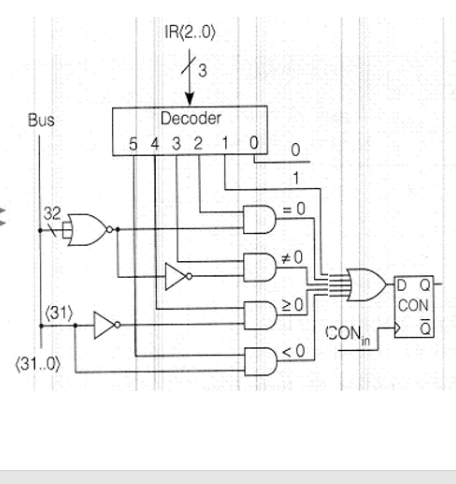 IR⟨2..0⟩
3
Bus
Decoder
5 4 3 2 1 0
0
1
32
= 0
≠ 0
⟨31⟩
≥ 0
D Q
CON
Q̅
CONin
< 0
⟨31..0⟩